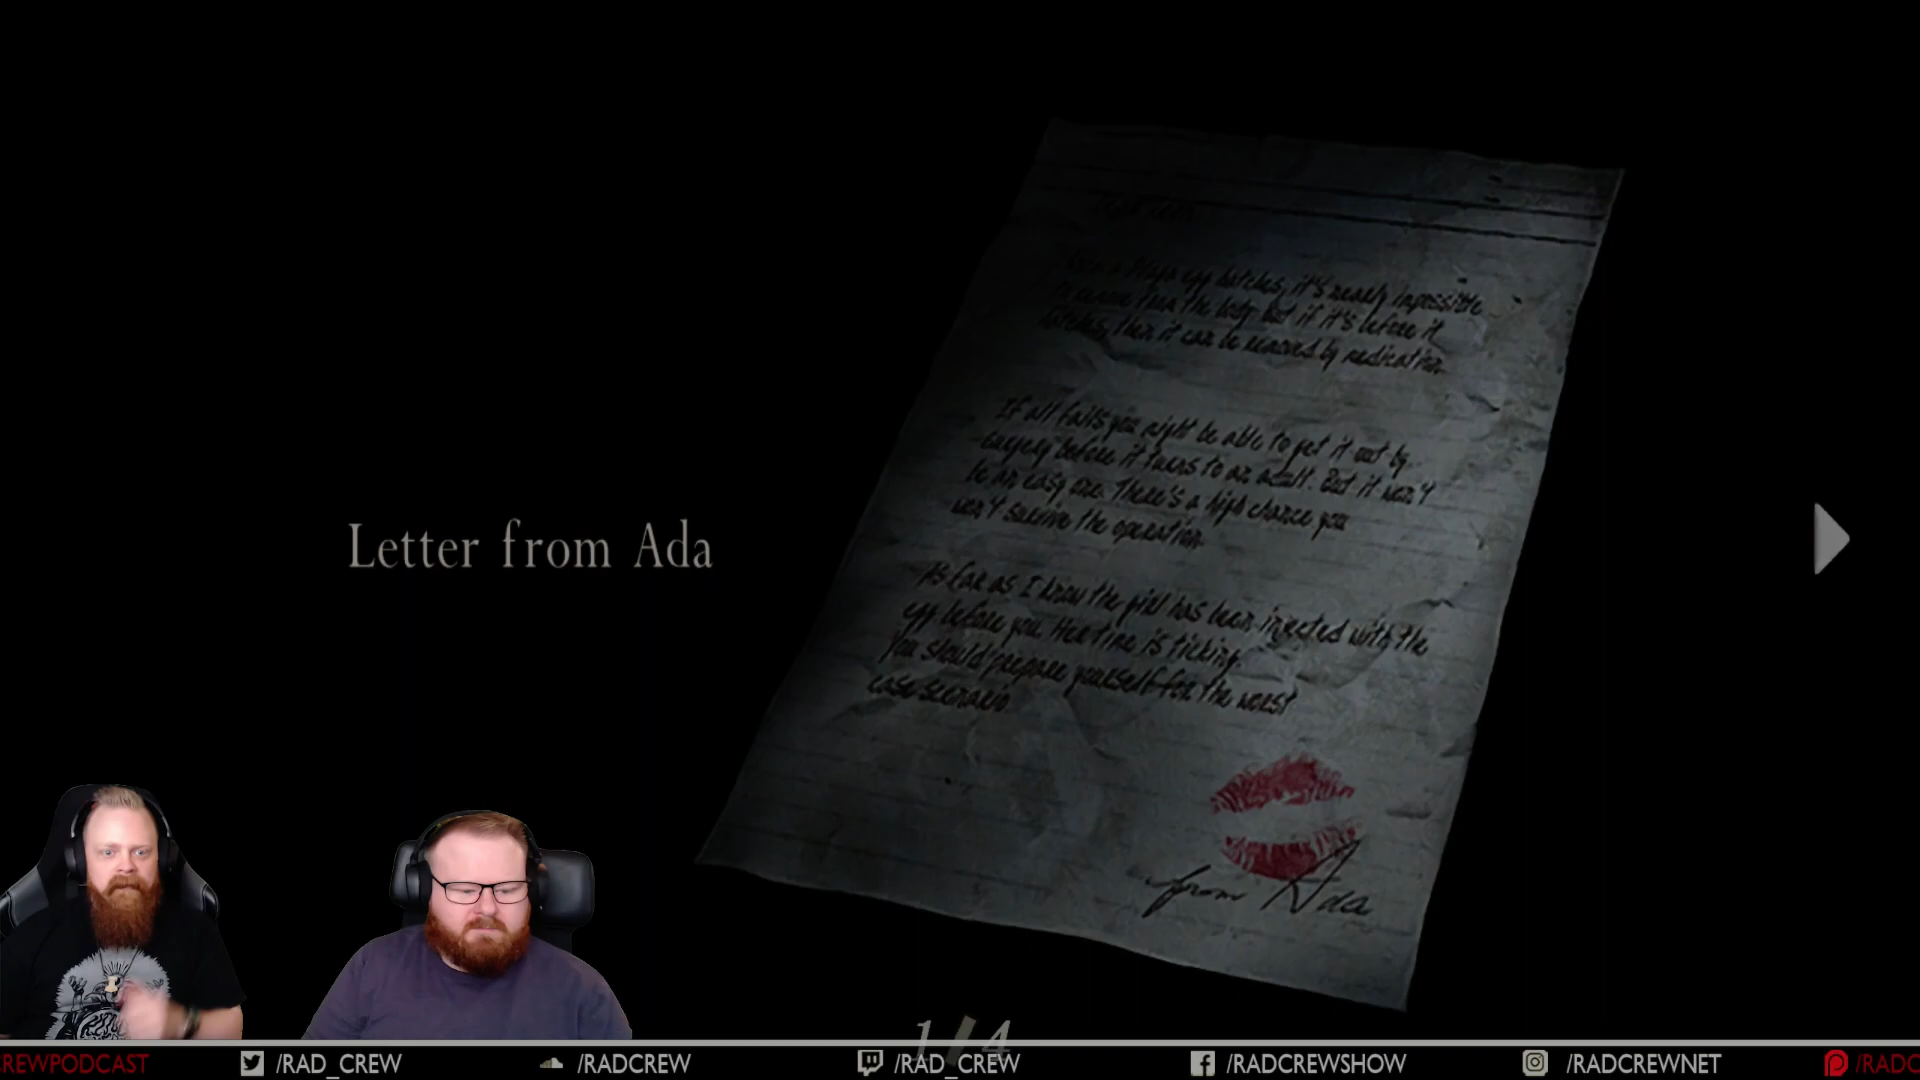 Letter from Ada
egg hatches, it's nearly impossible
to remove from the body. But if it's before it
hatches, then it can be removed by medication.
If all fails you might be able to get it out by
before it turns to an adult. But it won't
be an easy one. There's a high chance you
won't survive the operation.
As far as I know the girl has been injected with the
egg before you. Her time is ticking.
You should prepare yourself for the worst
case scenario.
from Ada
1/4
CREWPODCAST /RAD_CREW /RADCREW /RAD_CREW /RADCREWSHOW /RADCREWNET /RADC